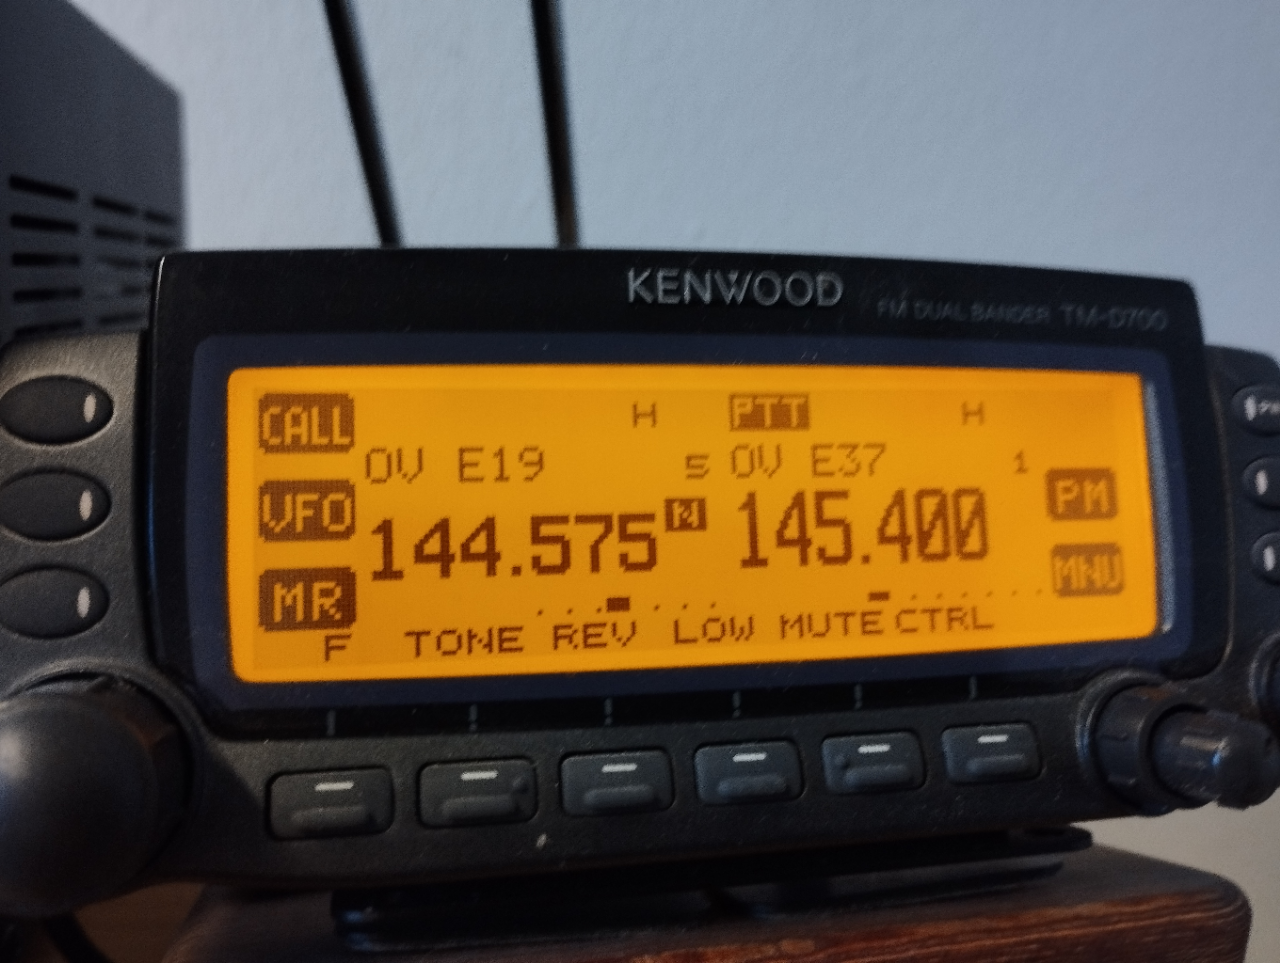 KENWOOD
FM DUAL BANDER TM-D700
CALL H PTT H
OV E19 5 OV E37 1
VFO 144.575 N 145.400 PM
MR MNU
F TONE REV LOW MUTE CTRL